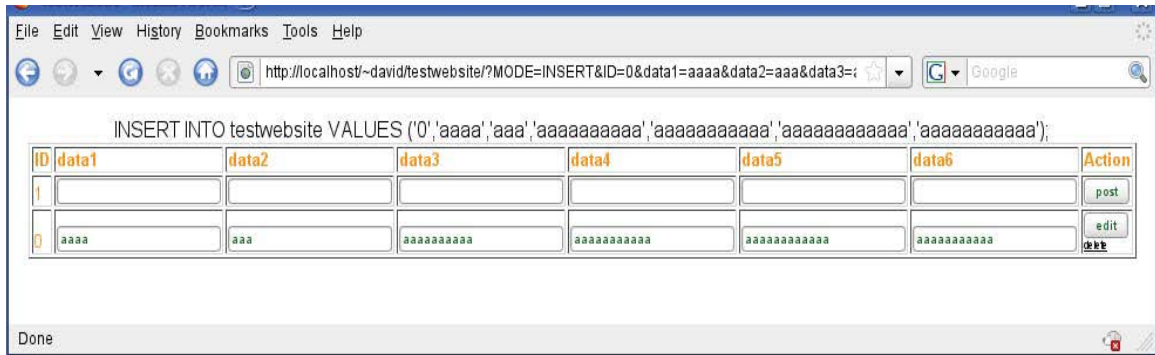 File Edit View History Bookmarks Tools Help
http://localhost/~david/testwebsite/?MODE=INSERT&ID=0&data1=aaaa&data2=aaa&data3=
G Google
INSERT INTO testwebsite VALUES ('0','aaaa','aaa','aaaaaaaaaa','aaaaaaaaaaa','aaaaaaaaaaaa','aaaaaaaaaaa');
ID data1 data2 data3 data4 data5 data6 Action
1 post
0 aaaa aaa aaaaaaaaaa aaaaaaaaaaa aaaaaaaaaaaa aaaaaaaaaaa edit
delete
Done